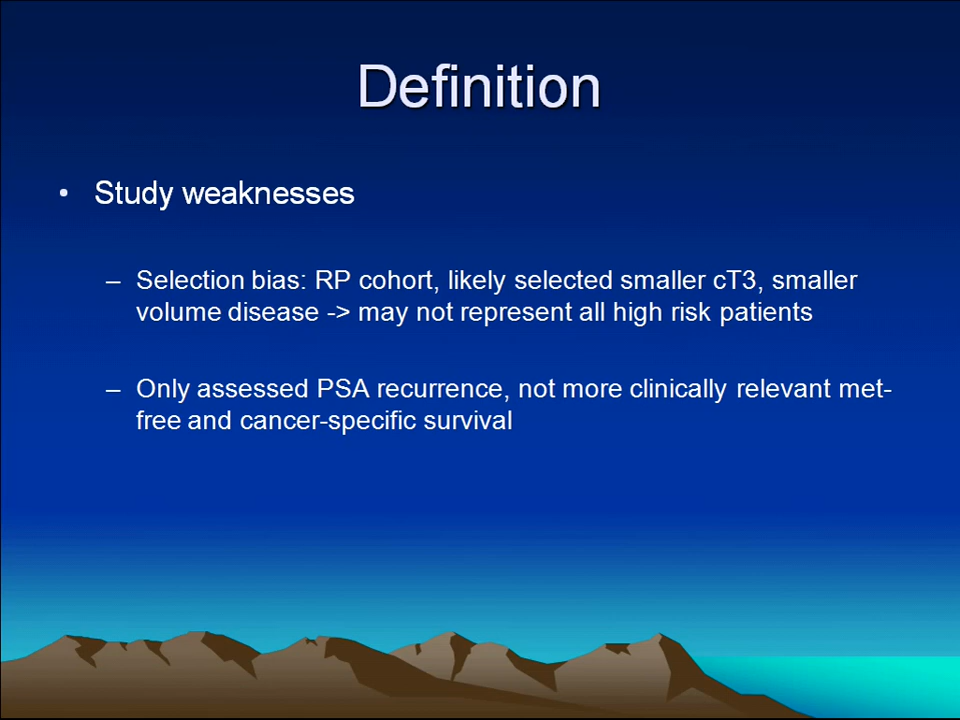 Definition
• Study weaknesses
– Selection bias: RP cohort, likely selected smaller cT3, smaller
volume disease -> may not represent all high risk patients
– Only assessed PSA recurrence, not more clinically relevant met-
free and cancer-specific survival